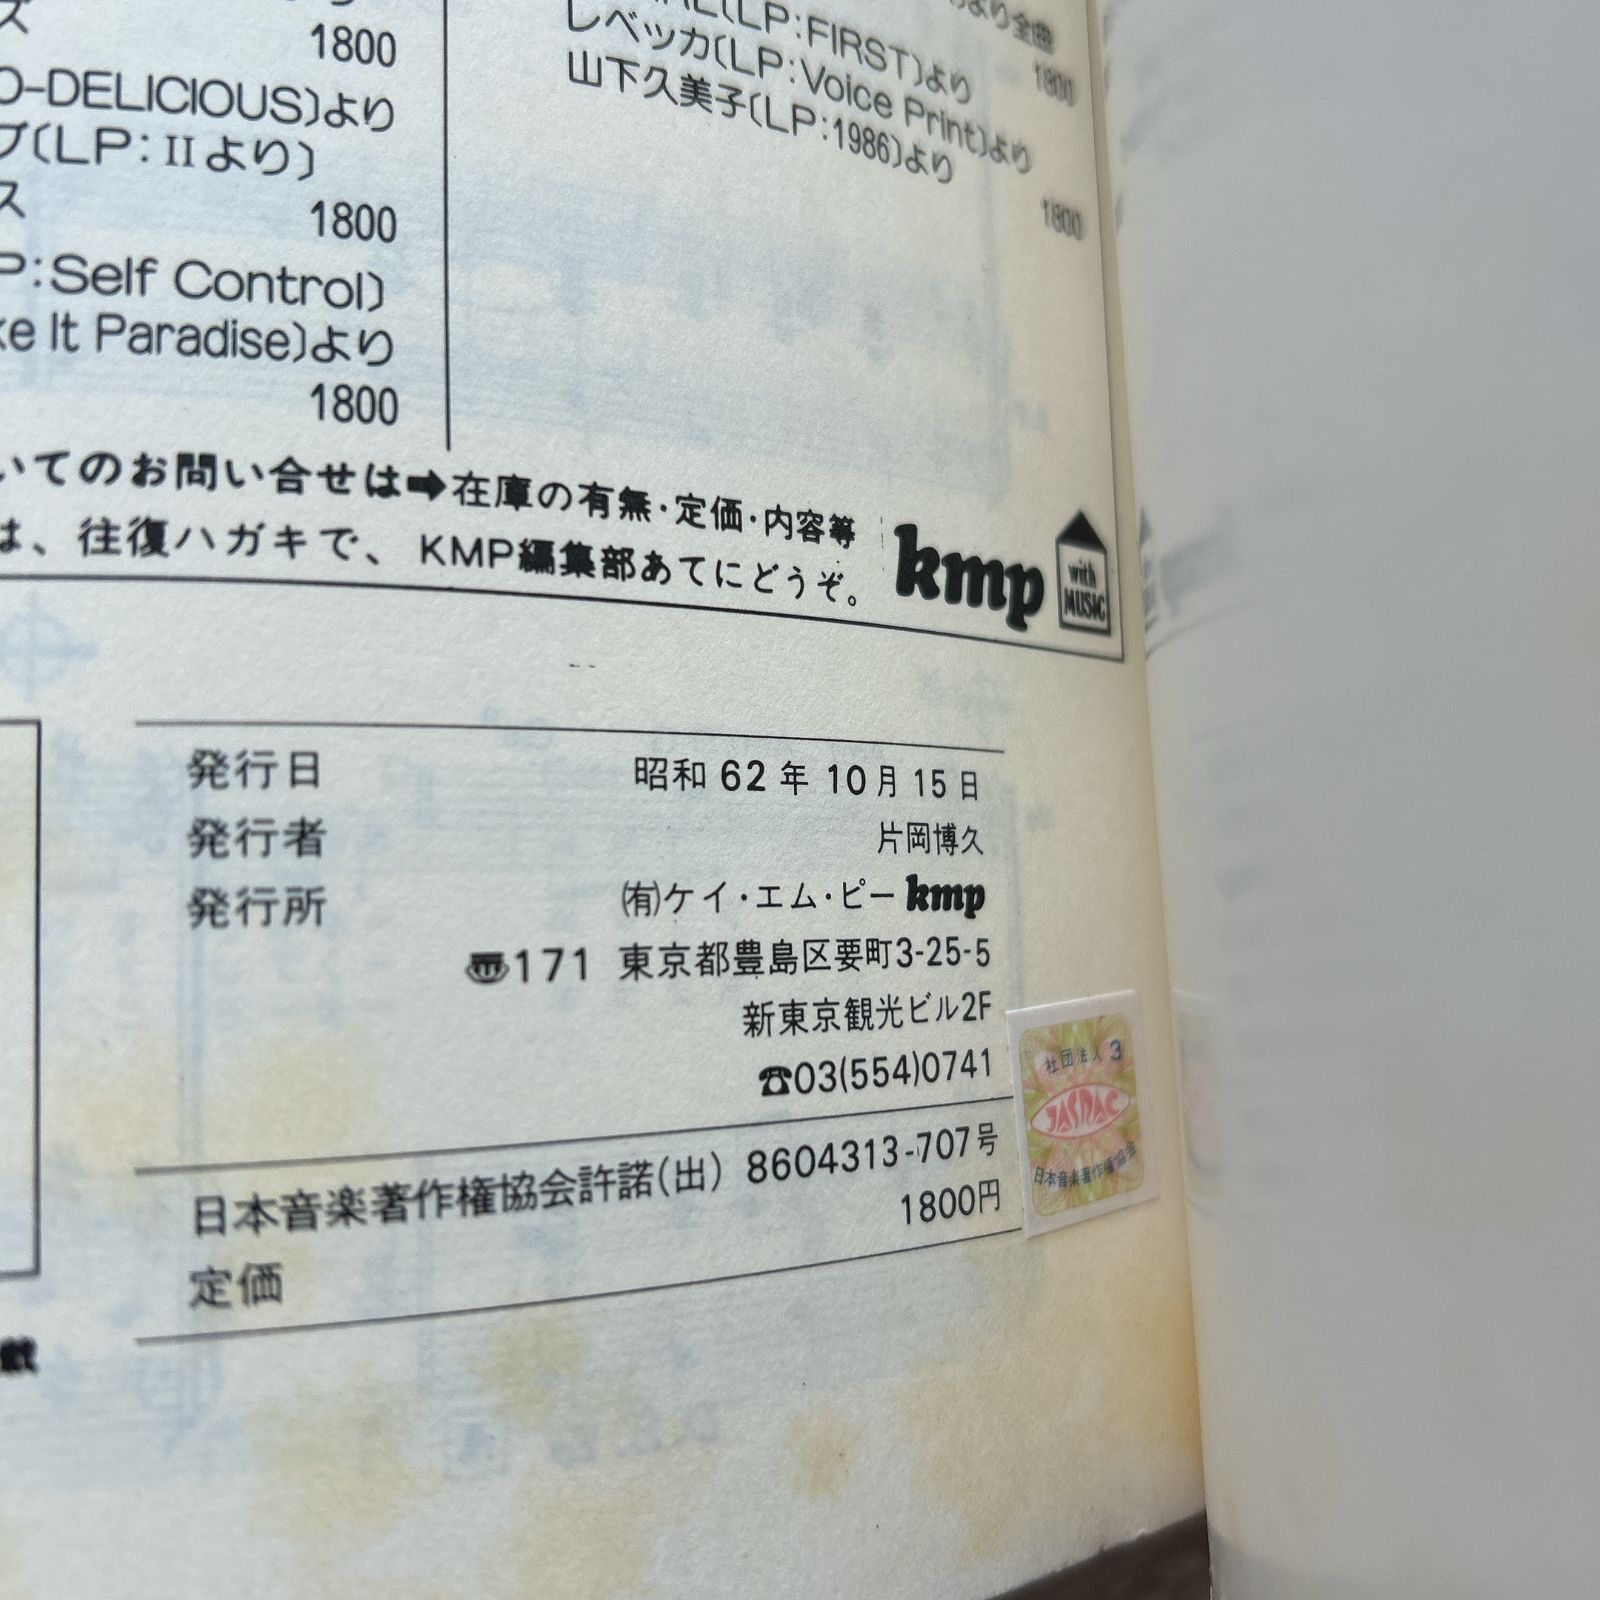 ズ
1800
O-DELICIOUS〕より
ブ〔LP:IIより〕
ス
1800
P:Self Control〕
ke It Paradise〕より
1800
より全曲
1800
L〔LP:FIRST〕より
レベッカ〔LP:Voice Print〕より
山下久美子〔LP:1986〕より
1800
いてのお問い合せは➡在庫の有無・定価・内容等
は、往復ハガキで、KMP編集部あてにどうぞ。
kmp
with
MUSIC
発行日 昭和62年10月15日
発行者 片岡博久
発行所 ㈲ケイ・エム・ピー kmp
〠171 東京都豊島区要町3-25-5
新東京観光ビル2F
☎03(554)0741
日本音楽著作権協会許諾(出) 8604313-707号
定価 1800円
社団法人 3
JASRAC
日本音楽著作権協会
載